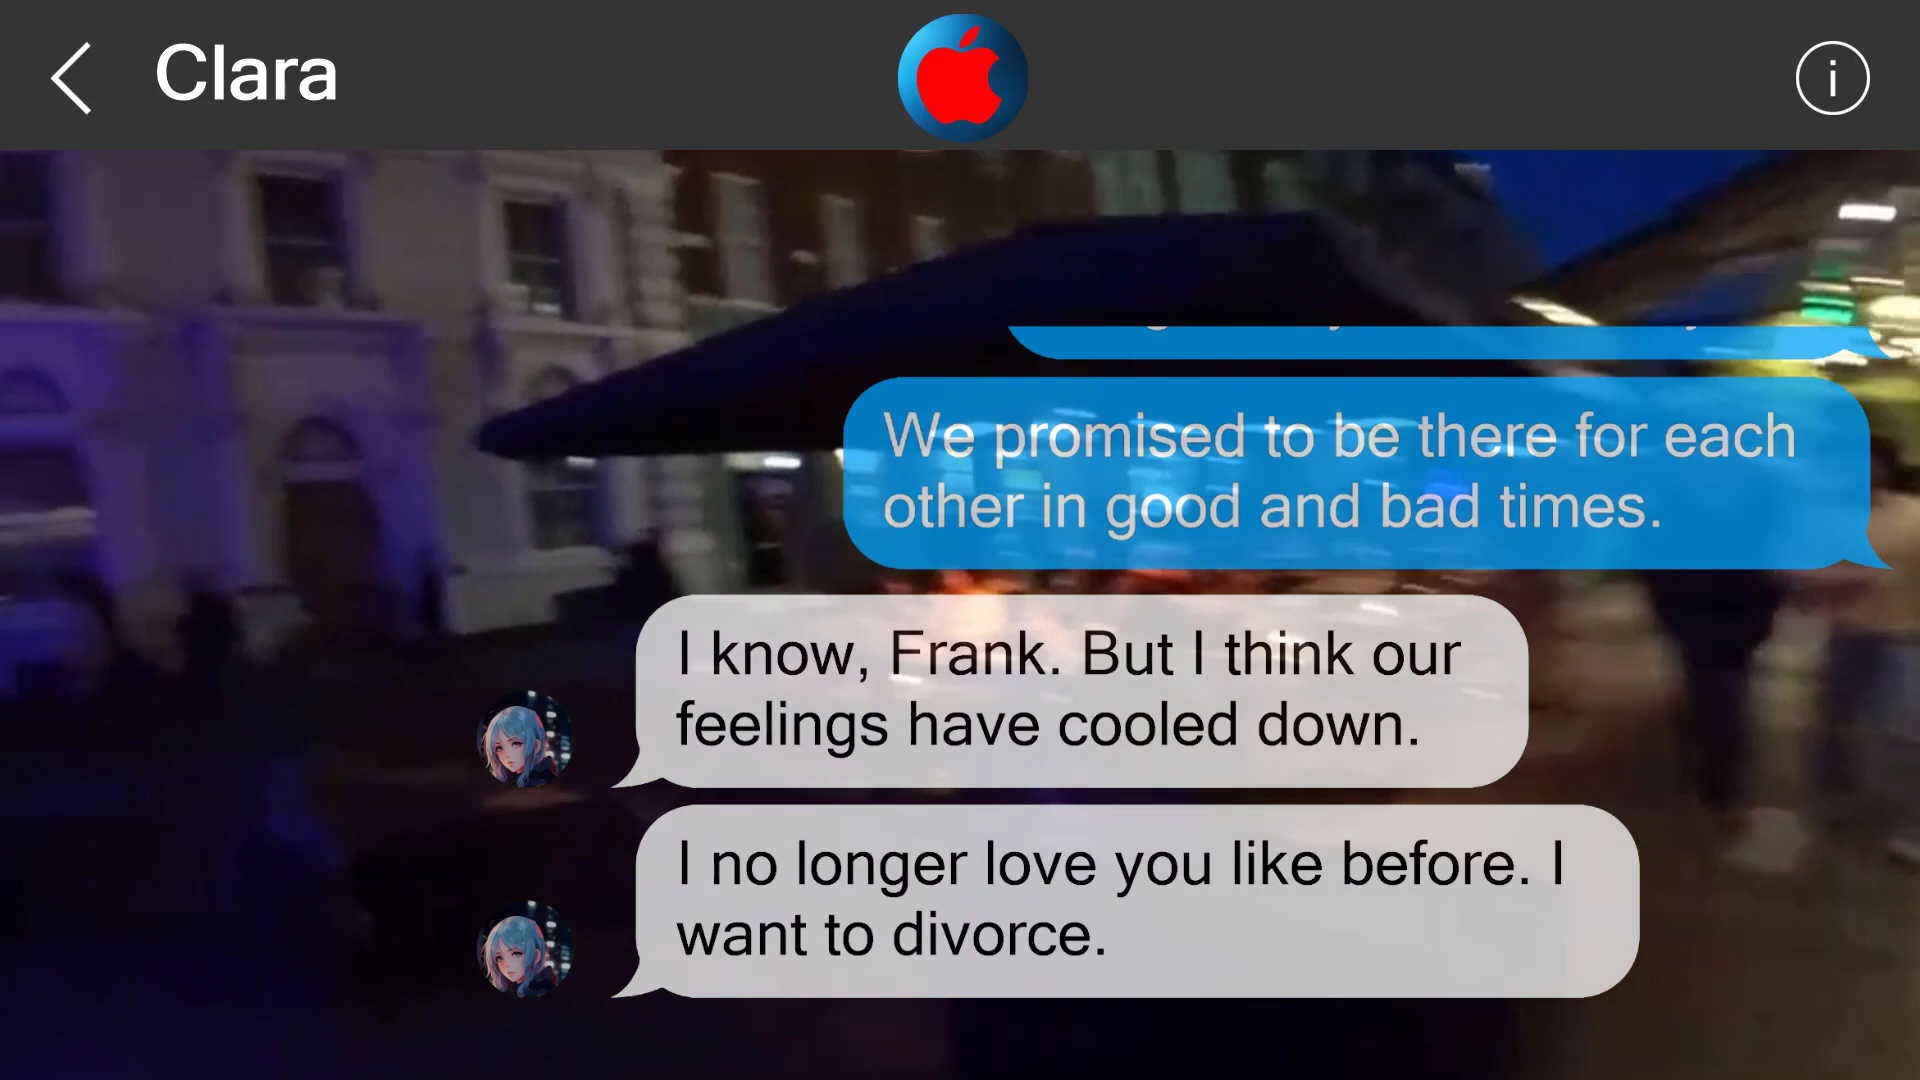 Clara
We promised to be there for each
other in good and bad times.
I know, Frank. But I think our
feelings have cooled down.
I no longer love you like before. I
want to divorce.